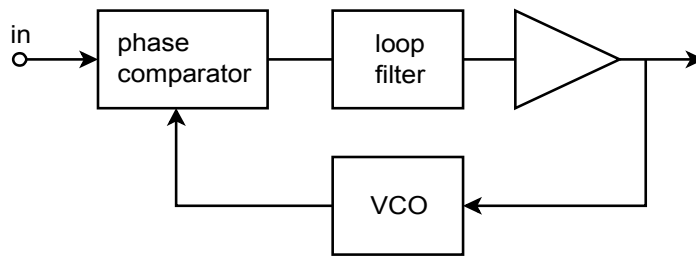 in
phase
comparator
loop
filter
VCO